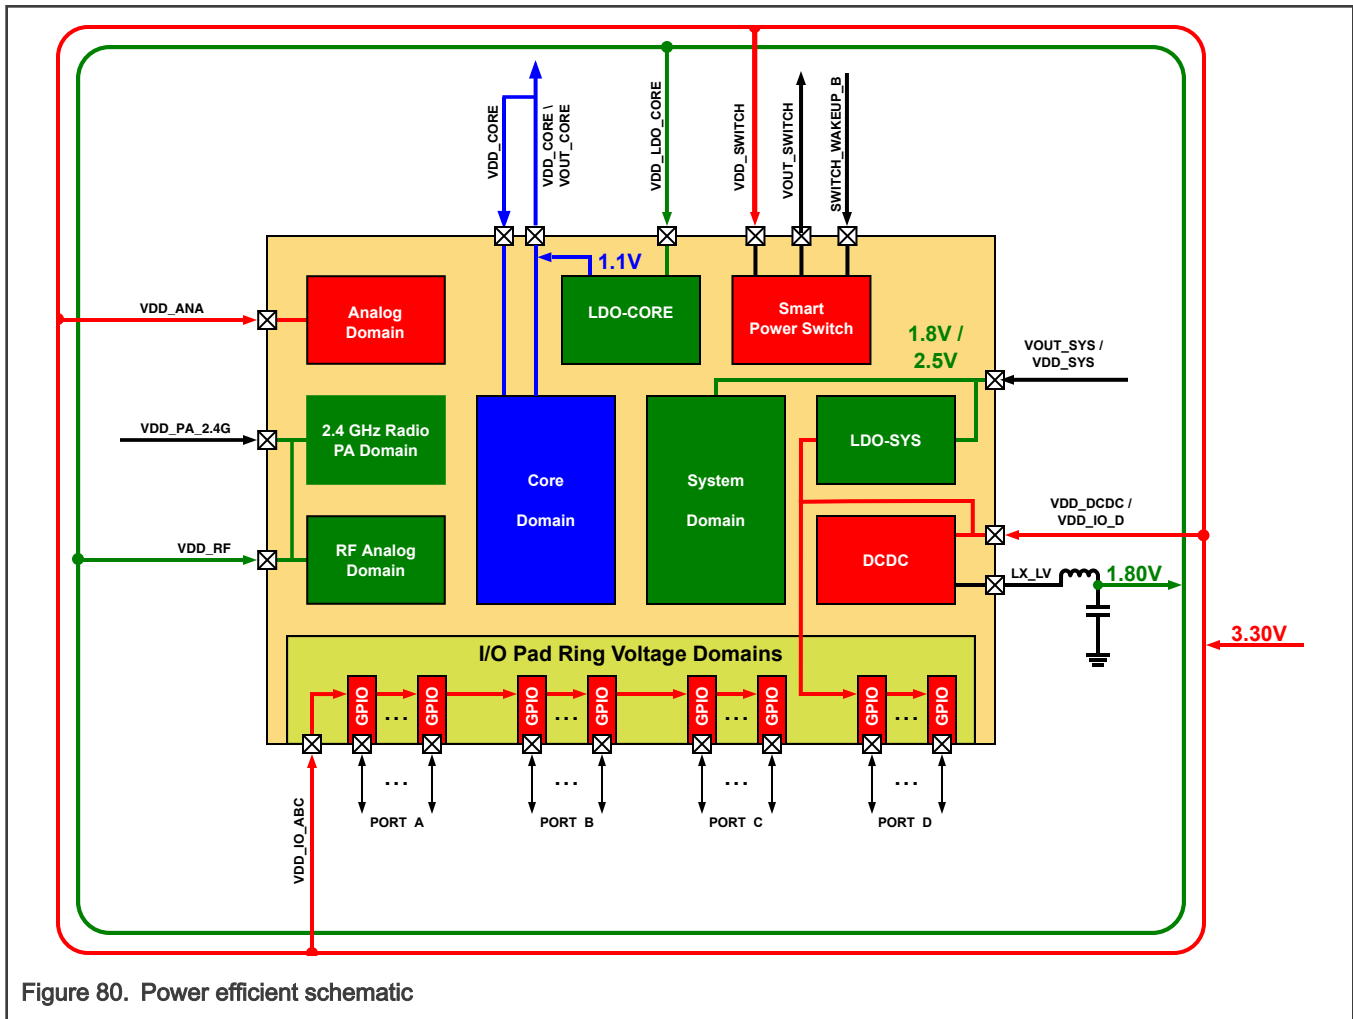 VDD_CORE
VDD_CORE \
VOUT_CORE
VDD_LDO_CORE
VDD_SWITCH
VOUT_SWITCH
SWITCH_WAKEUP_B
1.1V
VDD_ANA
Analog
Domain
LDO-CORE
Smart
Power Switch
1.8V /
2.5V
VOUT_SYS /
VDD_SYS
VDD_PA_2.4G
2.4 GHz Radio
PA Domain
Core
Domain
System
Domain
LDO-SYS
VDD_DCDC /
VDD_IO_D
VDD_RF
RF Analog
Domain
DCDC
LX_LV
1.80V
3.30V
I/O Pad Ring Voltage Domains
GPIO
...
GPIO
GPIO
...
GPIO
GPIO
...
GPIO
GPIO
...
GPIO
...
...
...
...
VDD_IO_ABC
PORT A
PORT B
PORT C
PORT D
Figure 80. Power efficient schematic